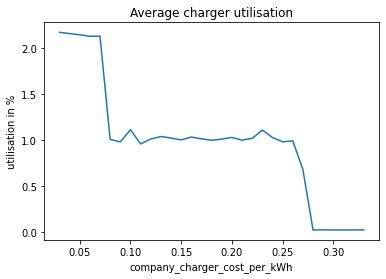 Average charger utilisation
utilisation in %
2.0
1.5
1.0
0.5
0.0
0.05 0.10 0.15 0.20 0.25 0.30
company_charger_cost_per_kWh